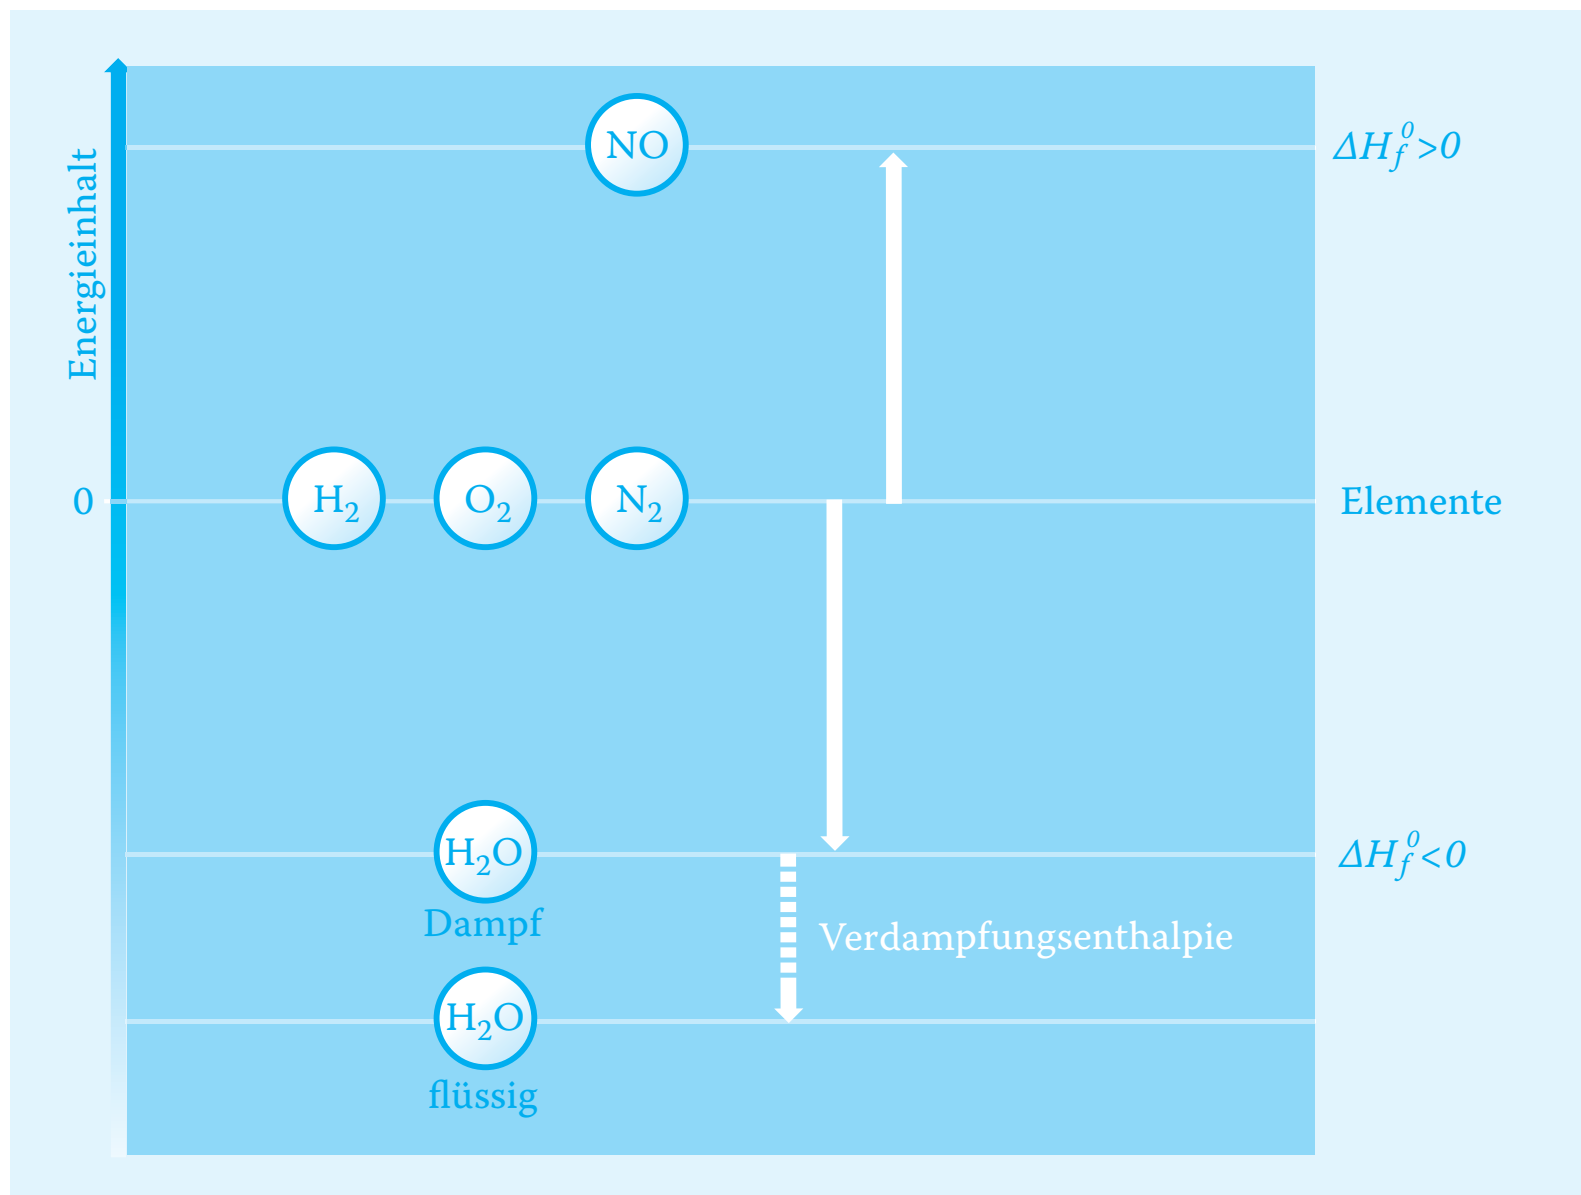 Energieinhalt
NO
ΔH_f^0>0
0
H₂
O₂
N₂
Elemente
H₂O
ΔH_f^0<0
Dampf
Verdampfungsenthalpie
H₂O
flüssig